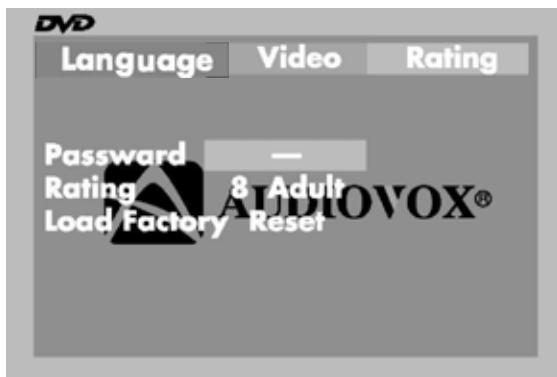 DVD
Language Video Rating
Passward —
Rating 8 Adult
AUDIOVOX®
Load Factory Reset